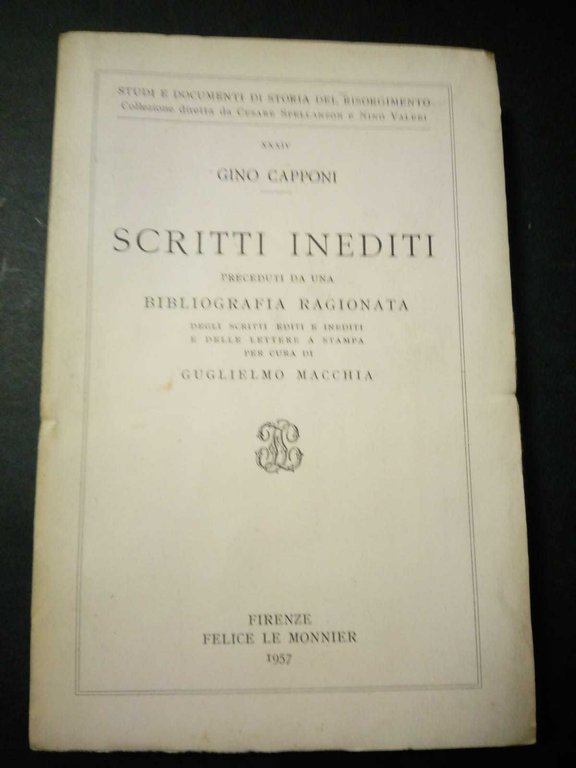 STUDI E DOCUMENTI DI STORIA DEL RISORGIMENTO
Collezione diretta da CESARE SPELLANZON E NINO VALERI
XXXIV
GINO CAPPONI
SCRITTI INEDITI
PRECEDUTI DA UNA
BIBLIOGRAFIA RAGIONATA
DEGLI SCRITTI EDITI E INEDITI
E DELLE LETTERE A STAMPA
PER CURA DI
GUGLIELMO MACCHIA
FIRENZE
FELICE LE MONNIER
1957